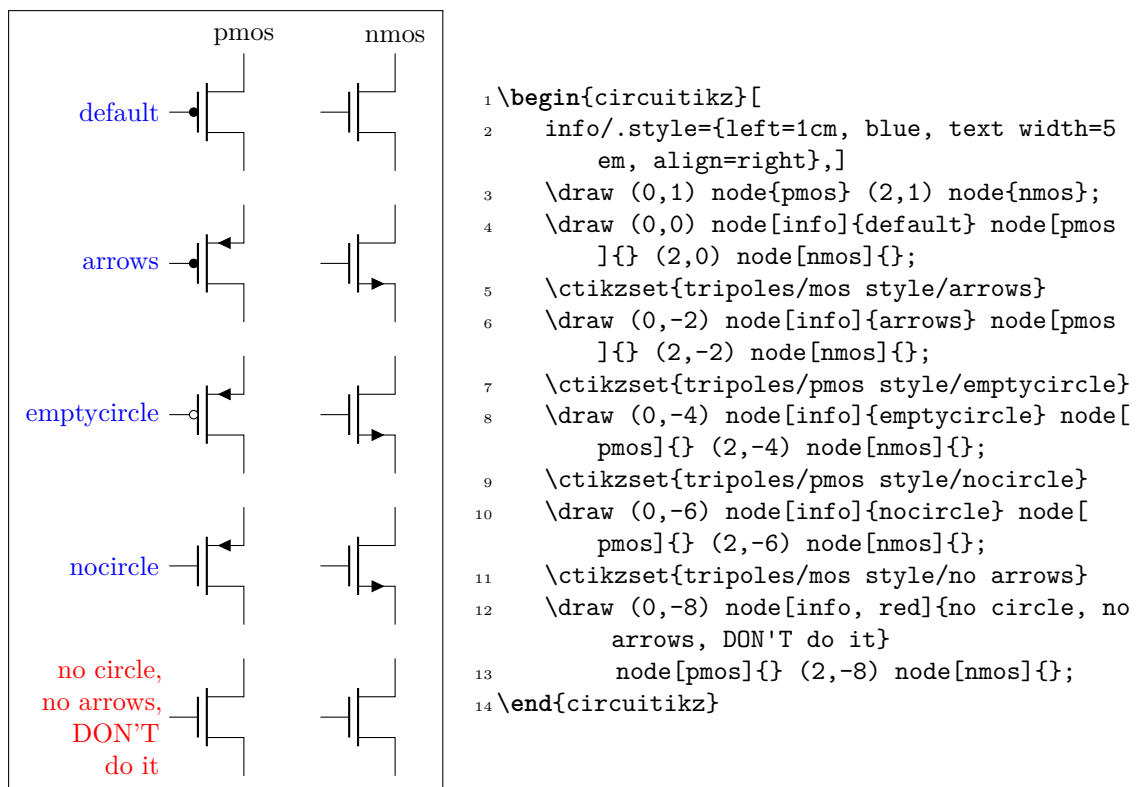 pmos nmos
default
arrows
emptycircle
nocircle
no circle,
no arrows,
DON'T
do it
1 \begin{circuitikz}[
2 info/.style={left=1cm, blue, text width=5
em, align=right},]
3 \draw (0,1) node{pmos} (2,1) node{nmos};
4 \draw (0,0) node[info]{default} node[pmos
]{} (2,0) node[nmos]{};
5 \ctikzset{tripoles/mos style/arrows}
6 \draw (0,-2) node[info]{arrows} node[pmos
]{} (2,-2) node[nmos]{};
7 \ctikzset{tripoles/pmos style/emptycircle}
8 \draw (0,-4) node[info]{emptycircle} node[
pmos]{} (2,-4) node[nmos]{};
9 \ctikzset{tripoles/pmos style/nocircle}
10 \draw (0,-6) node[info]{nocircle} node[
pmos]{} (2,-6) node[nmos]{};
11 \ctikzset{tripoles/mos style/no arrows}
12 \draw (0,-8) node[info, red]{no circle, no
arrows, DON'T do it}
13 node[pmos]{} (2,-8) node[nmos]{};
14 \end{circuitikz}